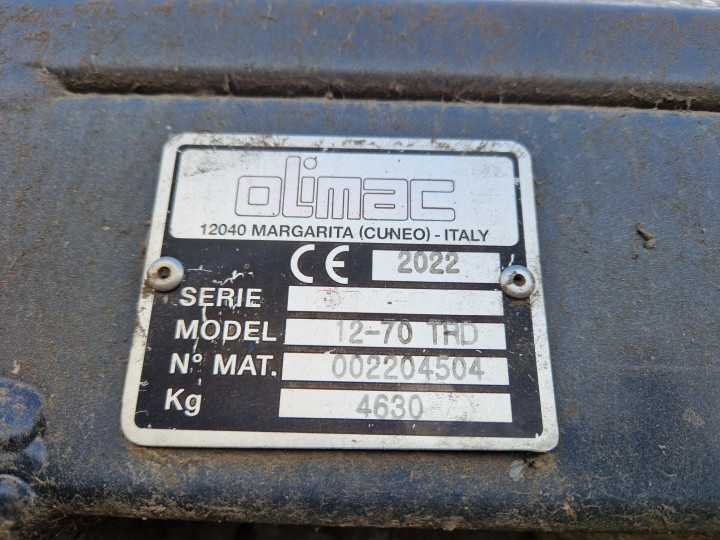 olimac
12040 MARGARITA (CUNEO) - ITALY
CE 2022
SERIE
MODEL 12-70 TRD
N° MAT. 002204504
Kg 4630